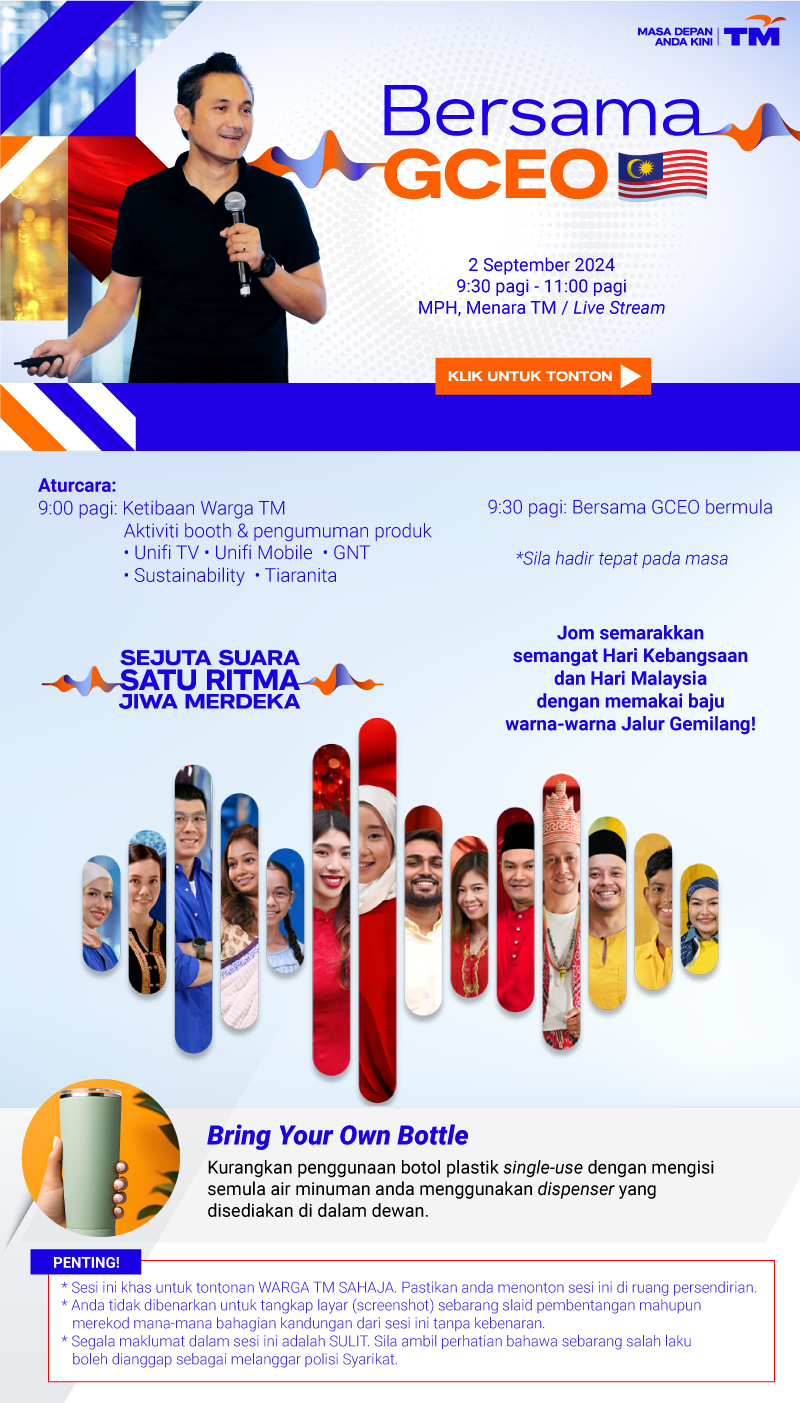 MASA DEPAN
ANDA KINI
TM
Bersama
GCEO
2 September 2024
9:30 pagi - 11:00 pagi
MPH, Menara TM / Live Stream
KLIK UNTUK TONTON
Aturcara:
9:00 pagi: Ketibaan Warga TM
Aktiviti booth & pengumuman produk
• Unifi TV • Unifi Mobile • GNT
• Sustainability • Tiaranita
9:30 pagi: Bersama GCEO bermula
*Sila hadir tepat pada masa
SEJUTA SUARA
SATU RITMA
JIWA MERDEKA
Jom semarakkan
semangat Hari Kebangsaan
dan Hari Malaysia
dengan memakai baju
warna-warna Jalur Gemilang!
Bring Your Own Bottle
Kurangkan penggunaan botol plastik single-use dengan mengisi
semula air minuman anda menggunakan dispenser yang
disediakan di dalam dewan.
PENTING!
* Sesi ini khas untuk tontonan WARGA TM SAHAJA. Pastikan anda menonton sesi ini di ruang persendirian.
* Anda tidak dibenarkan untuk tangkap layar (screenshot) sebarang slaid pembentangan mahupun
merekod mana-mana bahagian kandungan dari sesi ini tanpa kebenaran.
* Segala maklumat dalam sesi ini adalah SULIT. Sila ambil perhatian bahawa sebarang salah laku
boleh dianggap sebagai melanggar polisi Syarikat.